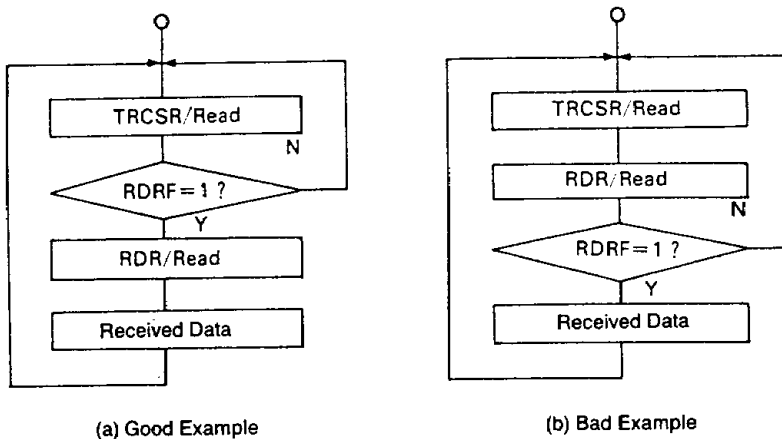 TRCSR/Read
N
RDRF=1 ?
Y
RDR/Read
Received Data
(a) Good Example
TRCSR/Read
RDR/Read
N
RDRF=1 ?
Y
Received Data
(b) Bad Example